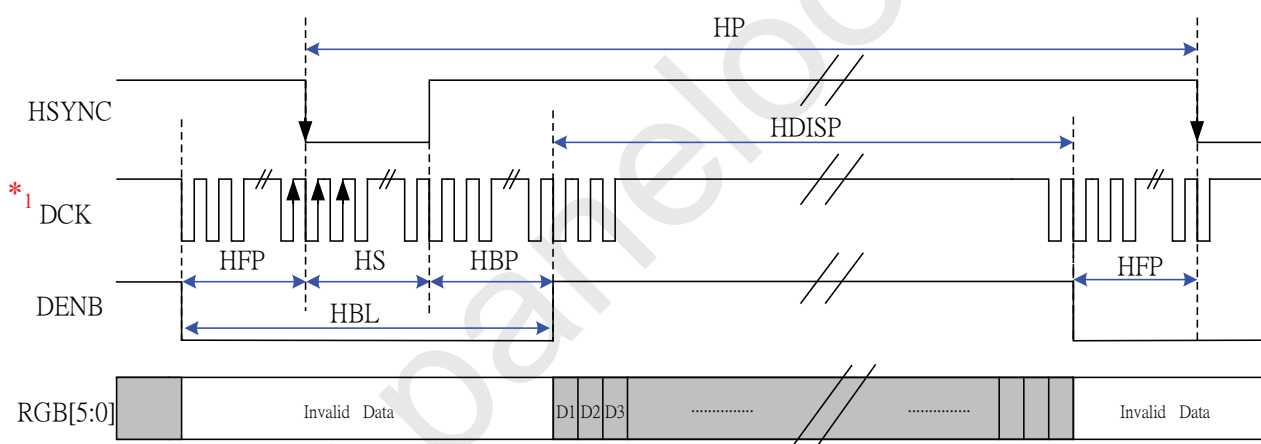 HP
HSYNC
HDISP
*1 DCK
HFP HS HBP HFP
DENB
HBL
RGB[5:0] Invalid Data D1 D2 D3 ............... ............... Invalid Data
paneloo